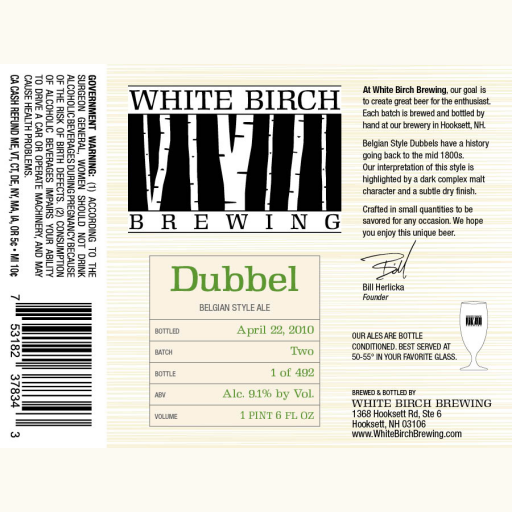 GOVERNMENT WARNING: (1) ACCORDING TO THE
SURGEON GENERAL, WOMEN SHOULD NOT DRINK
ALCOHOLIC BEVERAGES DURING PREGNANCY BECAUSE
OF THE RISK OF BIRTH DEFECTS. (2) CONSUMPTION
OF ALCOHOLIC BEVERAGES IMPAIRS YOUR ABILITY
TO DRIVE A CAR OR OPERATE MACHINERY, AND MAY
CAUSE HEALTH PROBLEMS.
CA CASH REFUND ME, VT, CT, DE, NY, MA, IA, OR 5¢ • MI 10¢
7 53182 37834 3
WHITE BIRCH
BREWING
Dubbel
BELGIAN STYLE ALE
BOTTLED April 22, 2010
BATCH Two
BOTTLE 1 of 492
ABV Alc. 9.1% by Vol.
VOLUME 1 PINT 6 FL OZ
At White Birch Brewing, our goal is
to create great beer for the enthusiast.
Each batch is brewed and bottled by
hand at our brewery in Hooksett, NH.
Belgian Style Dubbels have a history
going back to the mid 1800s.
Our interpretation of this style is
highlighted by a dark complex malt
character and a subtle dry finish.
Crafted in small quantities to be
savored for any occasion. We hope
you enjoy this unique beer.
Bill
Bill Herlicka
Founder
OUR ALES ARE BOTTLE
CONDITIONED. BEST SERVED AT
50-55° IN YOUR FAVORITE GLASS.
BREWED & BOTTLED BY
WHITE BIRCH BREWING
1368 Hooksett Rd, Ste 6
Hooksett, NH 03106
www.WhiteBirchBrewing.com